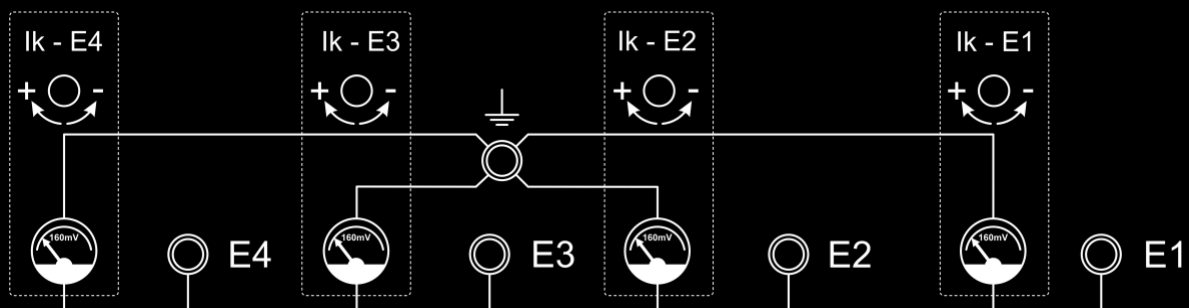 Ik - E4
Ik - E3
Ik - E2
Ik - E1
+ -
+ -
+ -
+ -
160mV
E4
160mV
E3
160mV
E2
160mV
E1